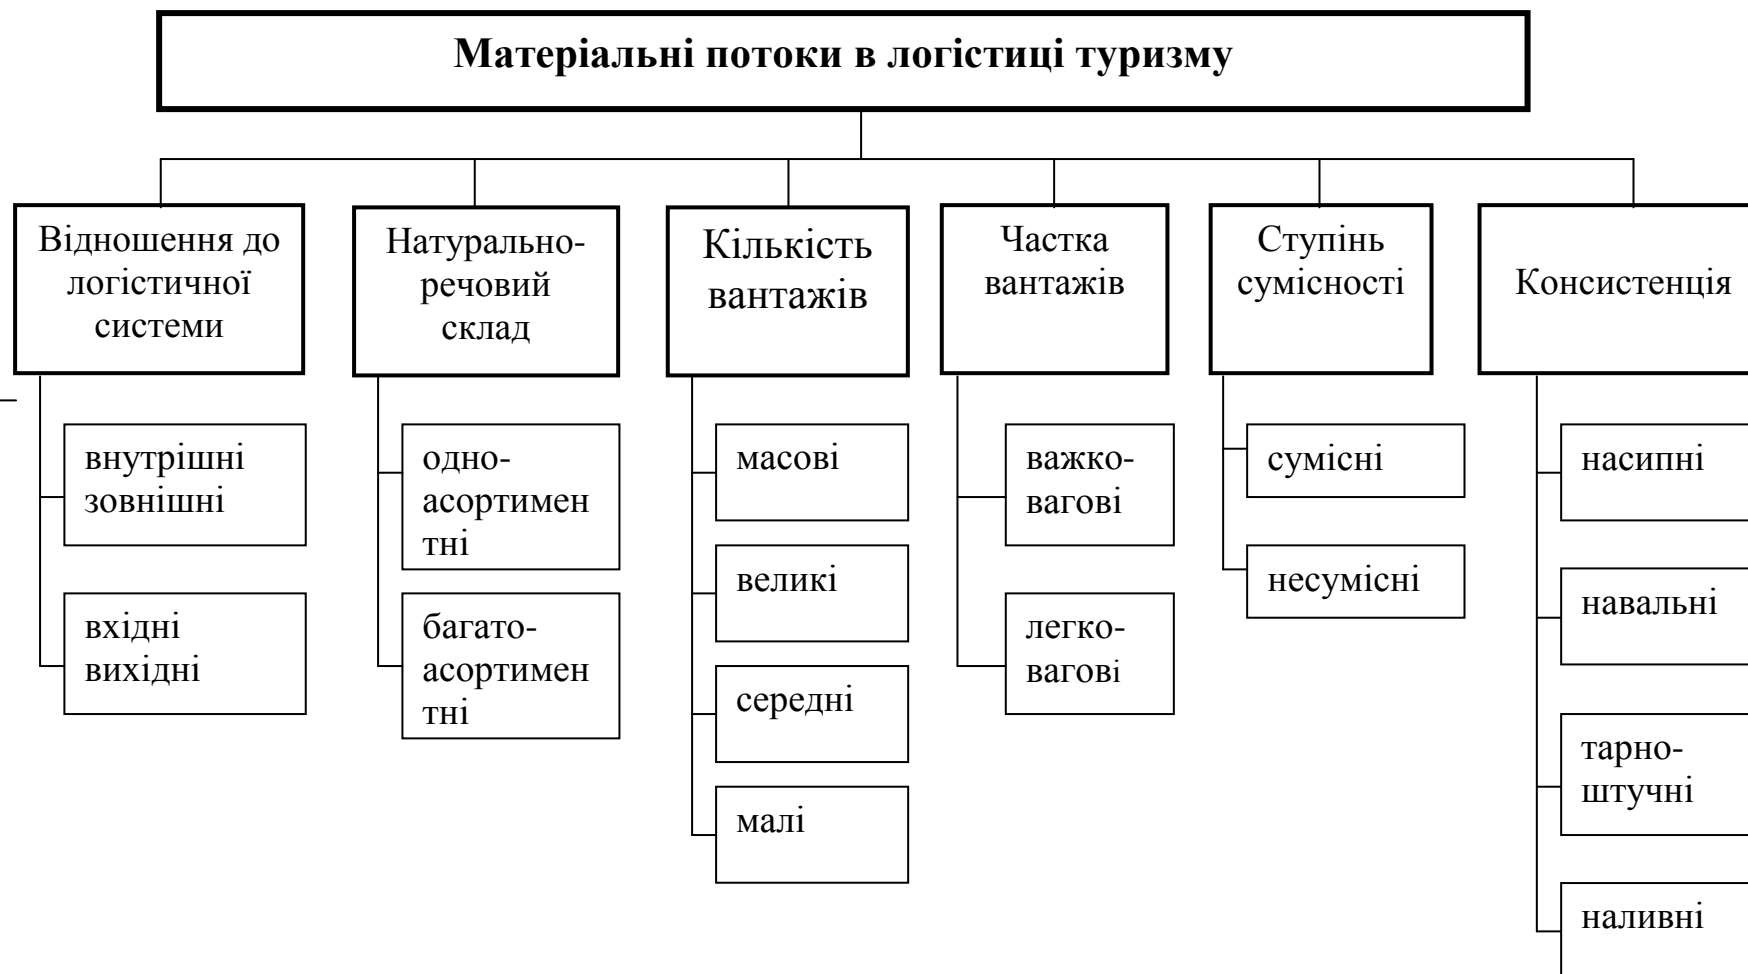 Матеріальні потоки в логістиці туризму
Відношення до
логістичної
системи
внутрішні
зовнішні
вхідні
вихідні
Натурально-
речовий
склад
одно-
асортимен
тні
багато-
асортимен
тні
Кількість
вантажів
масові
великі
середні
малі
Частка
вантажів
важко-
вагові
легко-
вагові
Ступінь
сумісності
сумісні
несумісні
Консистенція
насипні
навальні
тарно-
штучні
наливні